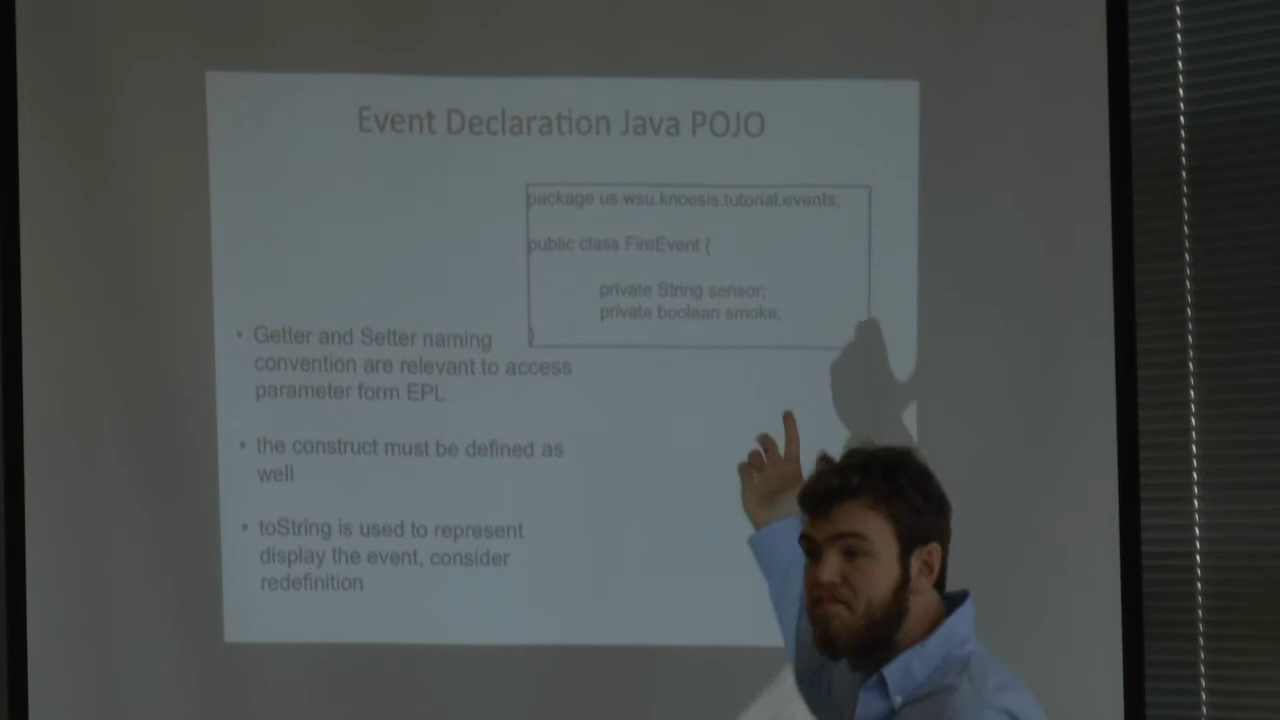 Event Declaration Java POJO
package us.wsu.knoesis.tutorial.events;
public class FireEvent {
private String sensor;
private boolean smoke;
}
• Getter and Setter naming
convention are relevant to access
parameter form EPL
• the construct must be defined as
well
• toString is used to represent
display the event, consider
redefinition